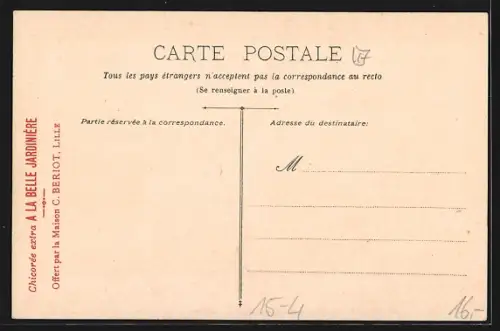 CARTE POSTALE
Tous les pays étrangers n'acceptent pas la correspondance au recto
(Se renseigner à la poste)
Partie réservée à la correspondance.
Adresse du destinataire:
M
Chicorée extra A LA BELLE JARDINIÈRE
Offert par la Maison C. BERIOT, LILLE
15-4
16,-